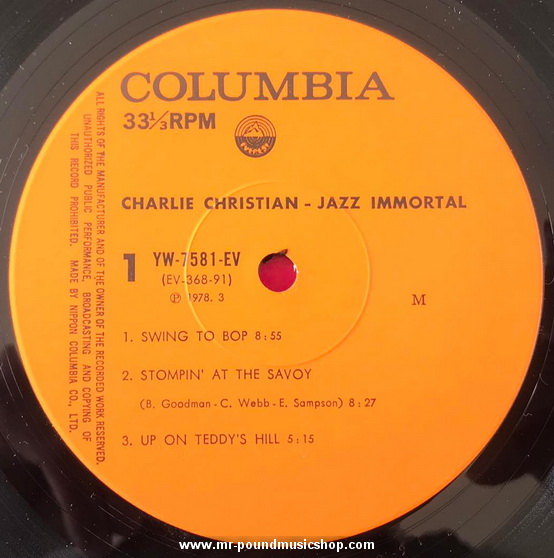 COLUMBIA
33⅓RPM
CHARLIE CHRISTIAN - JAZZ IMMORTAL
1
YW-7581-EV
(EV-368-91)
Ⓟ 1978. 3
M
1. SWING TO BOP 8:55
2. STOMPIN' AT THE SAVOY
(B. Goodman-C. Webb-E. Sampson) 8:27
3. UP ON TEDDY'S HILL 5:15
ALL RIGHTS OF THE MANUFACTURER AND OF THE OWNER OF THE RECORDED WORK RESERVED.
UNAUTHORIZED PUBLIC PERFORMANCE, BROADCASTING AND COPYING OF
THIS RECORD PROHIBITED. MADE BY NIPPON COLUMBIA CO., LTD.
www.mr-poundmusicshop.com